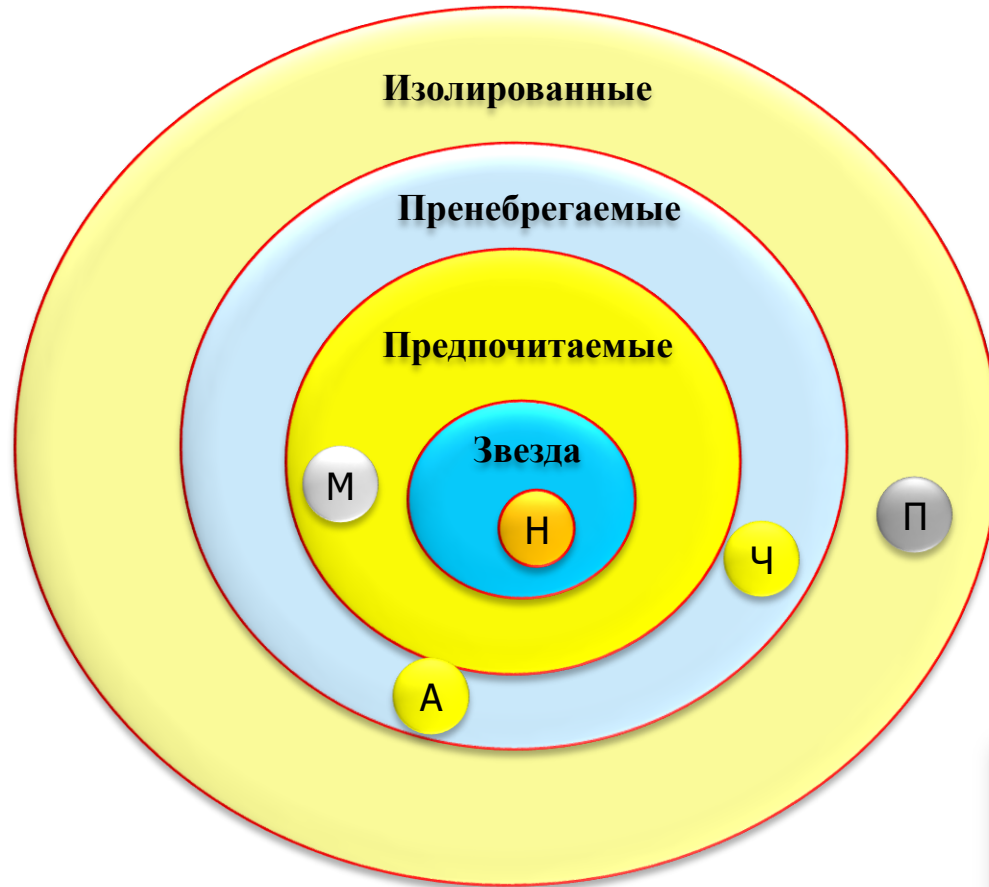 Изолированные
Пренебрегаемые
Предпочитаемые
Звезда
М
Н
П
Ч
А